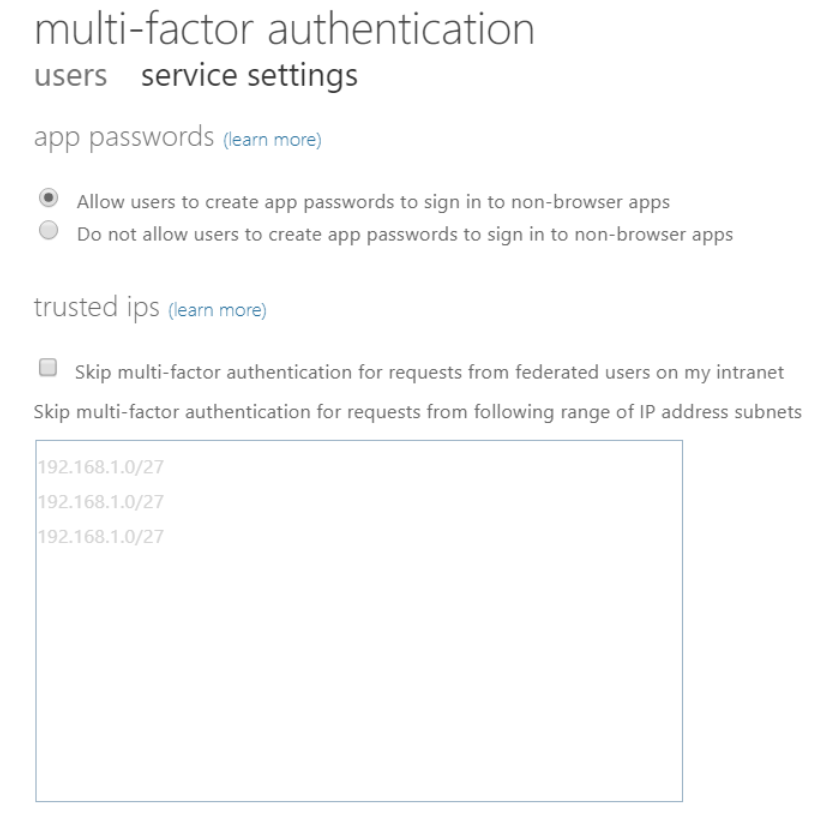 multi-factor authentication
users service settings
app passwords (learn more)
Allow users to create app passwords to sign in to non-browser apps
Do not allow users to create app passwords to sign in to non-browser apps
trusted ips (learn more)
Skip multi-factor authentication for requests from federated users on my intranet
Skip multi-factor authentication for requests from following range of IP address subnets
192.168.1.0/27
192.168.1.0/27
192.168.1.0/27